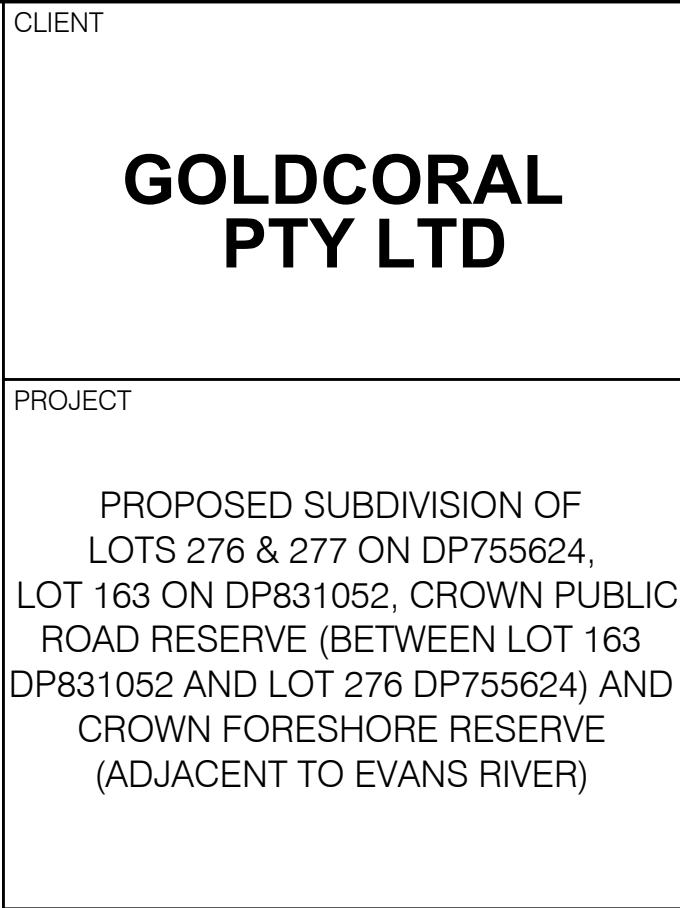 CLIENT
GOLDCORAL
PTY LTD
PROJECT
PROPOSED SUBDIVISION OF
LOTS 276 & 277 ON DP755624,
LOT 163 ON DP831052, CROWN PUBLIC
ROAD RESERVE (BETWEEN LOT 163
DP831052 AND LOT 276 DP755624) AND
CROWN FORESHORE RESERVE
(ADJACENT TO EVANS RIVER)